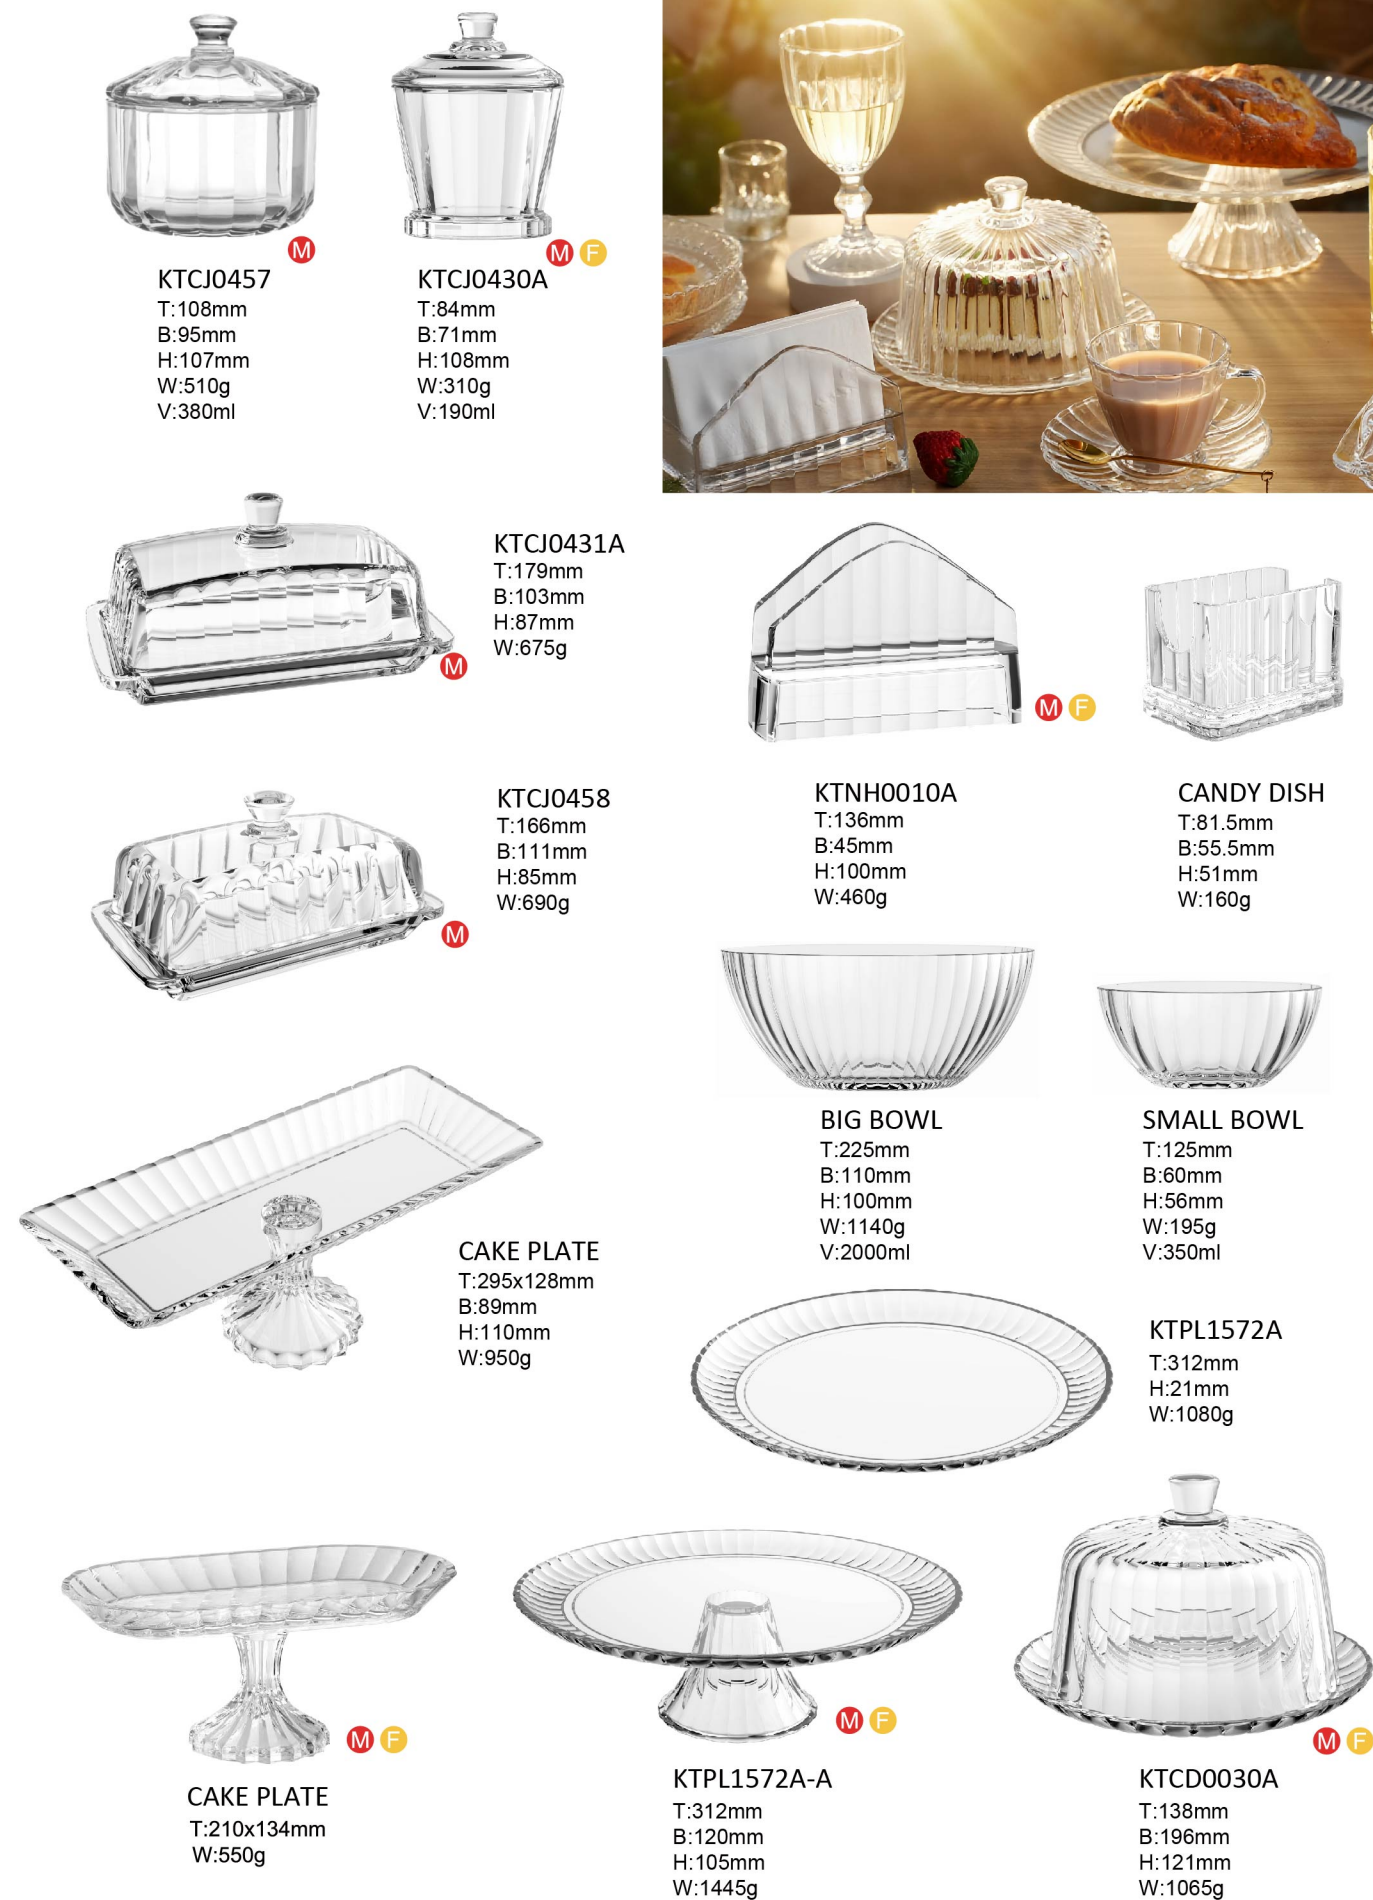 M
KTCJ0457
T:108mm
B:95mm
H:107mm
W:510g
V:380ml
M F
KTCJ0430A
T:84mm
B:71mm
H:108mm
W:310g
V:190ml
KTCJ0431A
T:179mm
B:103mm
H:87mm
W:675g
M
M F
KTNH0010A
T:136mm
B:45mm
H:100mm
W:460g
CANDY DISH
T:81.5mm
B:55.5mm
H:51mm
W:160g
KTCJ0458
T:166mm
B:111mm
H:85mm
W:690g
M
BIG BOWL
T:225mm
B:110mm
H:100mm
W:1140g
V:2000ml
SMALL BOWL
T:125mm
B:60mm
H:56mm
W:195g
V:350ml
CAKE PLATE
T:295x128mm
B:89mm
H:110mm
W:950g
KTPL1572A
T:312mm
H:21mm
W:1080g
M F
CAKE PLATE
T:210x134mm
W:550g
M F
KTPL1572A-A
T:312mm
B:120mm
H:105mm
W:1445g
M F
KTCD0030A
T:138mm
B:196mm
H:121mm
W:1065g